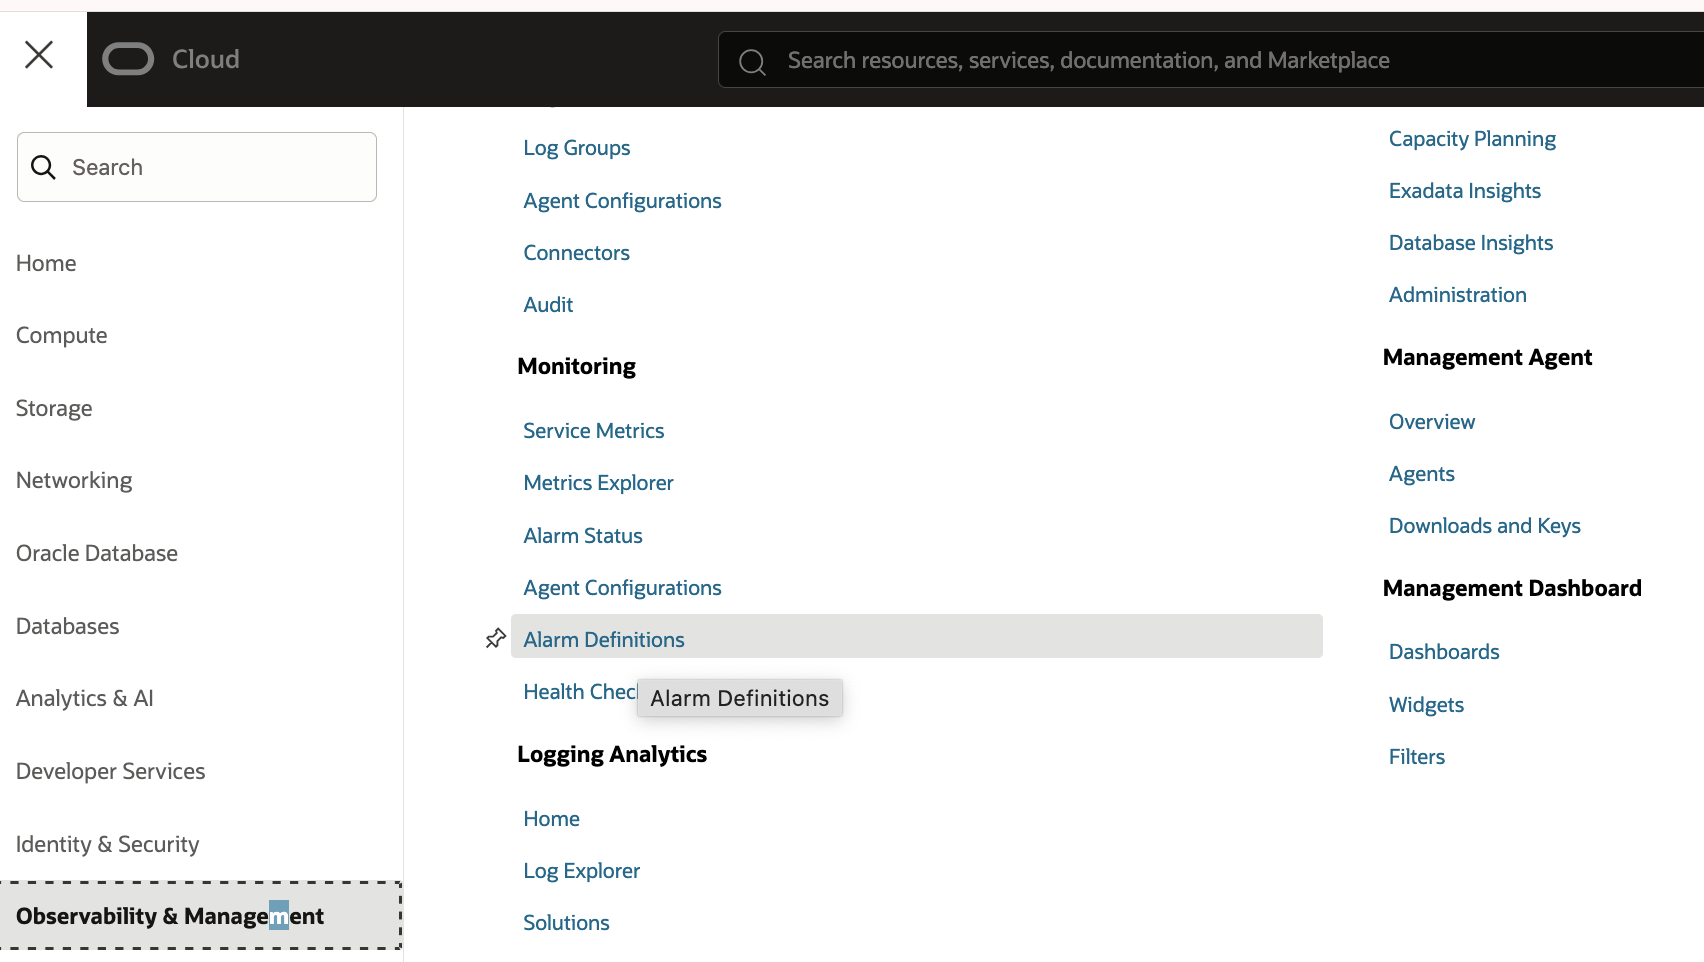 Cloud
Search resources, services, documentation, and Marketplace
Search
Home
Compute
Storage
Networking
Oracle Database
Databases
Analytics & AI
Developer Services
Identity & Security
Observability & Management
Log Groups
Agent Configurations
Connectors
Audit
Monitoring
Service Metrics
Metrics Explorer
Alarm Status
Agent Configurations
Alarm Definitions
Health Chec
Alarm Definitions
Logging Analytics
Home
Log Explorer
Solutions
Capacity Planning
Exadata Insights
Database Insights
Administration
Management Agent
Overview
Agents
Downloads and Keys
Management Dashboard
Dashboards
Widgets
Filters